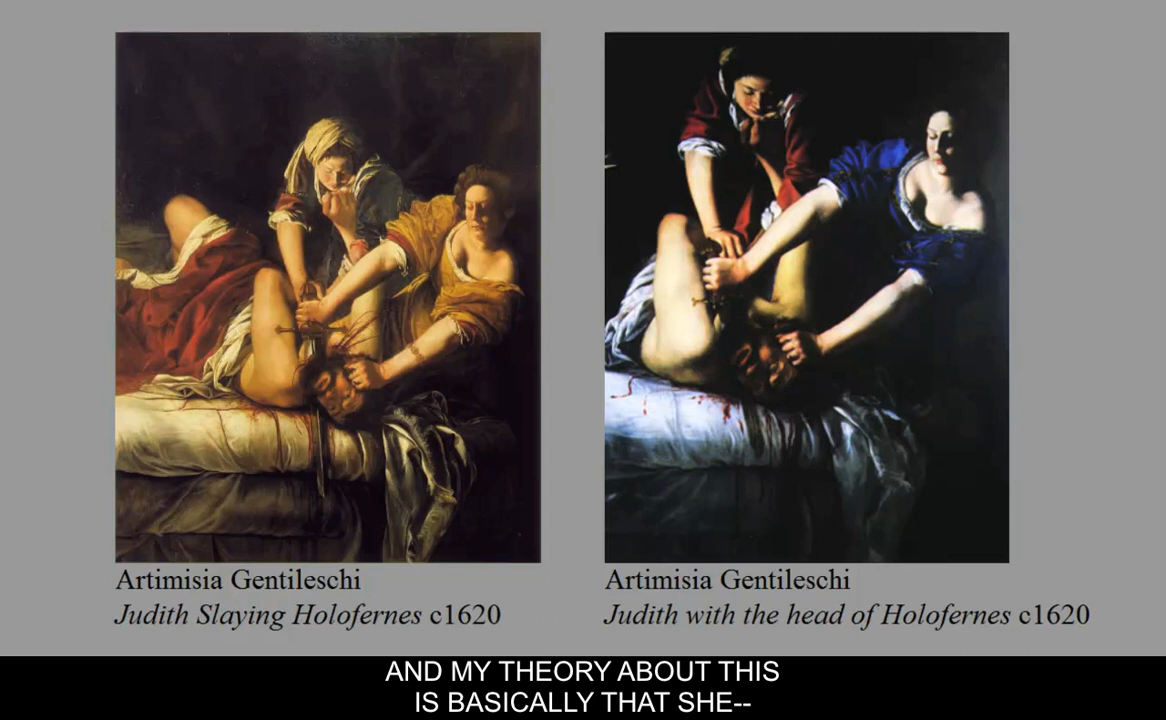 Artimisia Gentileschi
Judith Slaying Holofernes c1620
Artimisia Gentileschi
Judith with the head of Holofernes c1620
AND MY THEORY ABOUT THIS
IS BASICALLY THAT SHE--